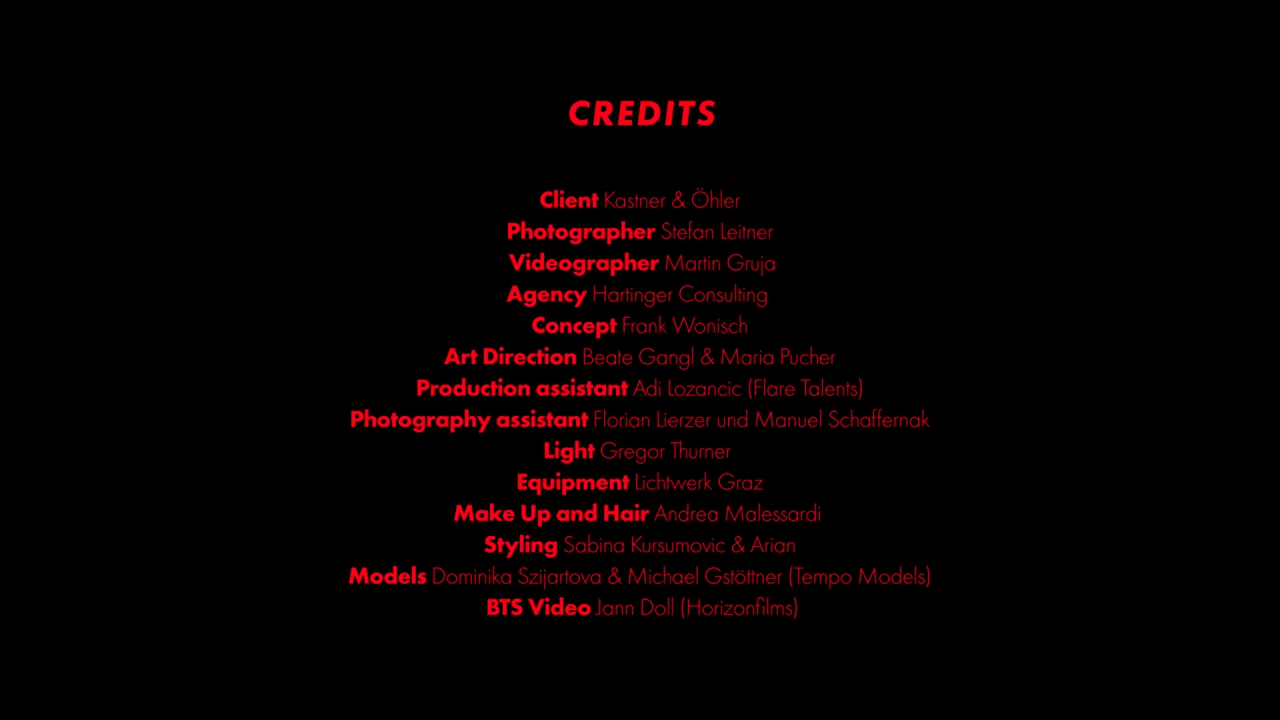 CREDITS
Client Kastner & Öhler
Photographer Stefan Leitner
Videographer Martin Gruja
Agency Hartinger Consulting
Concept Frank Wonisch
Art Direction Beate Gangl & Maria Pucher
Production assistant Adi Lozancic (Flare Talents)
Photography assistant Florian Lierzer und Manuel Schaffernak
Light Gregor Thurner
Equipment Lichtwerk Graz
Make Up and Hair Andrea Malessardi
Styling Sabina Kursumovic & Arian
Models Dominika Szijartova & Michael Gstöttner (Tempo Models)
BTS Video Jann Doll (Horizonfilms)